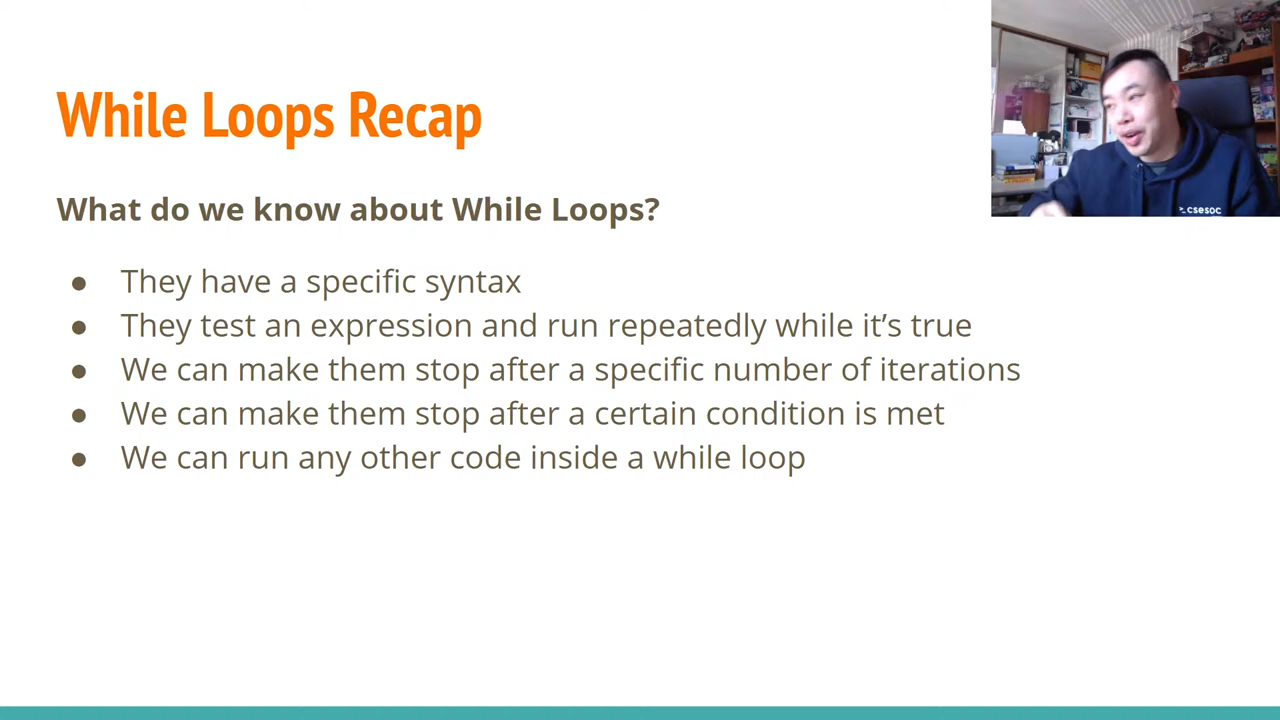 While Loops Recap
What do we know about While Loops?
● They have a specific syntax
● They test an expression and run repeatedly while it’s true
● We can make them stop after a specific number of iterations
● We can make them stop after a certain condition is met
● We can run any other code inside a while loop
>_ csesoc